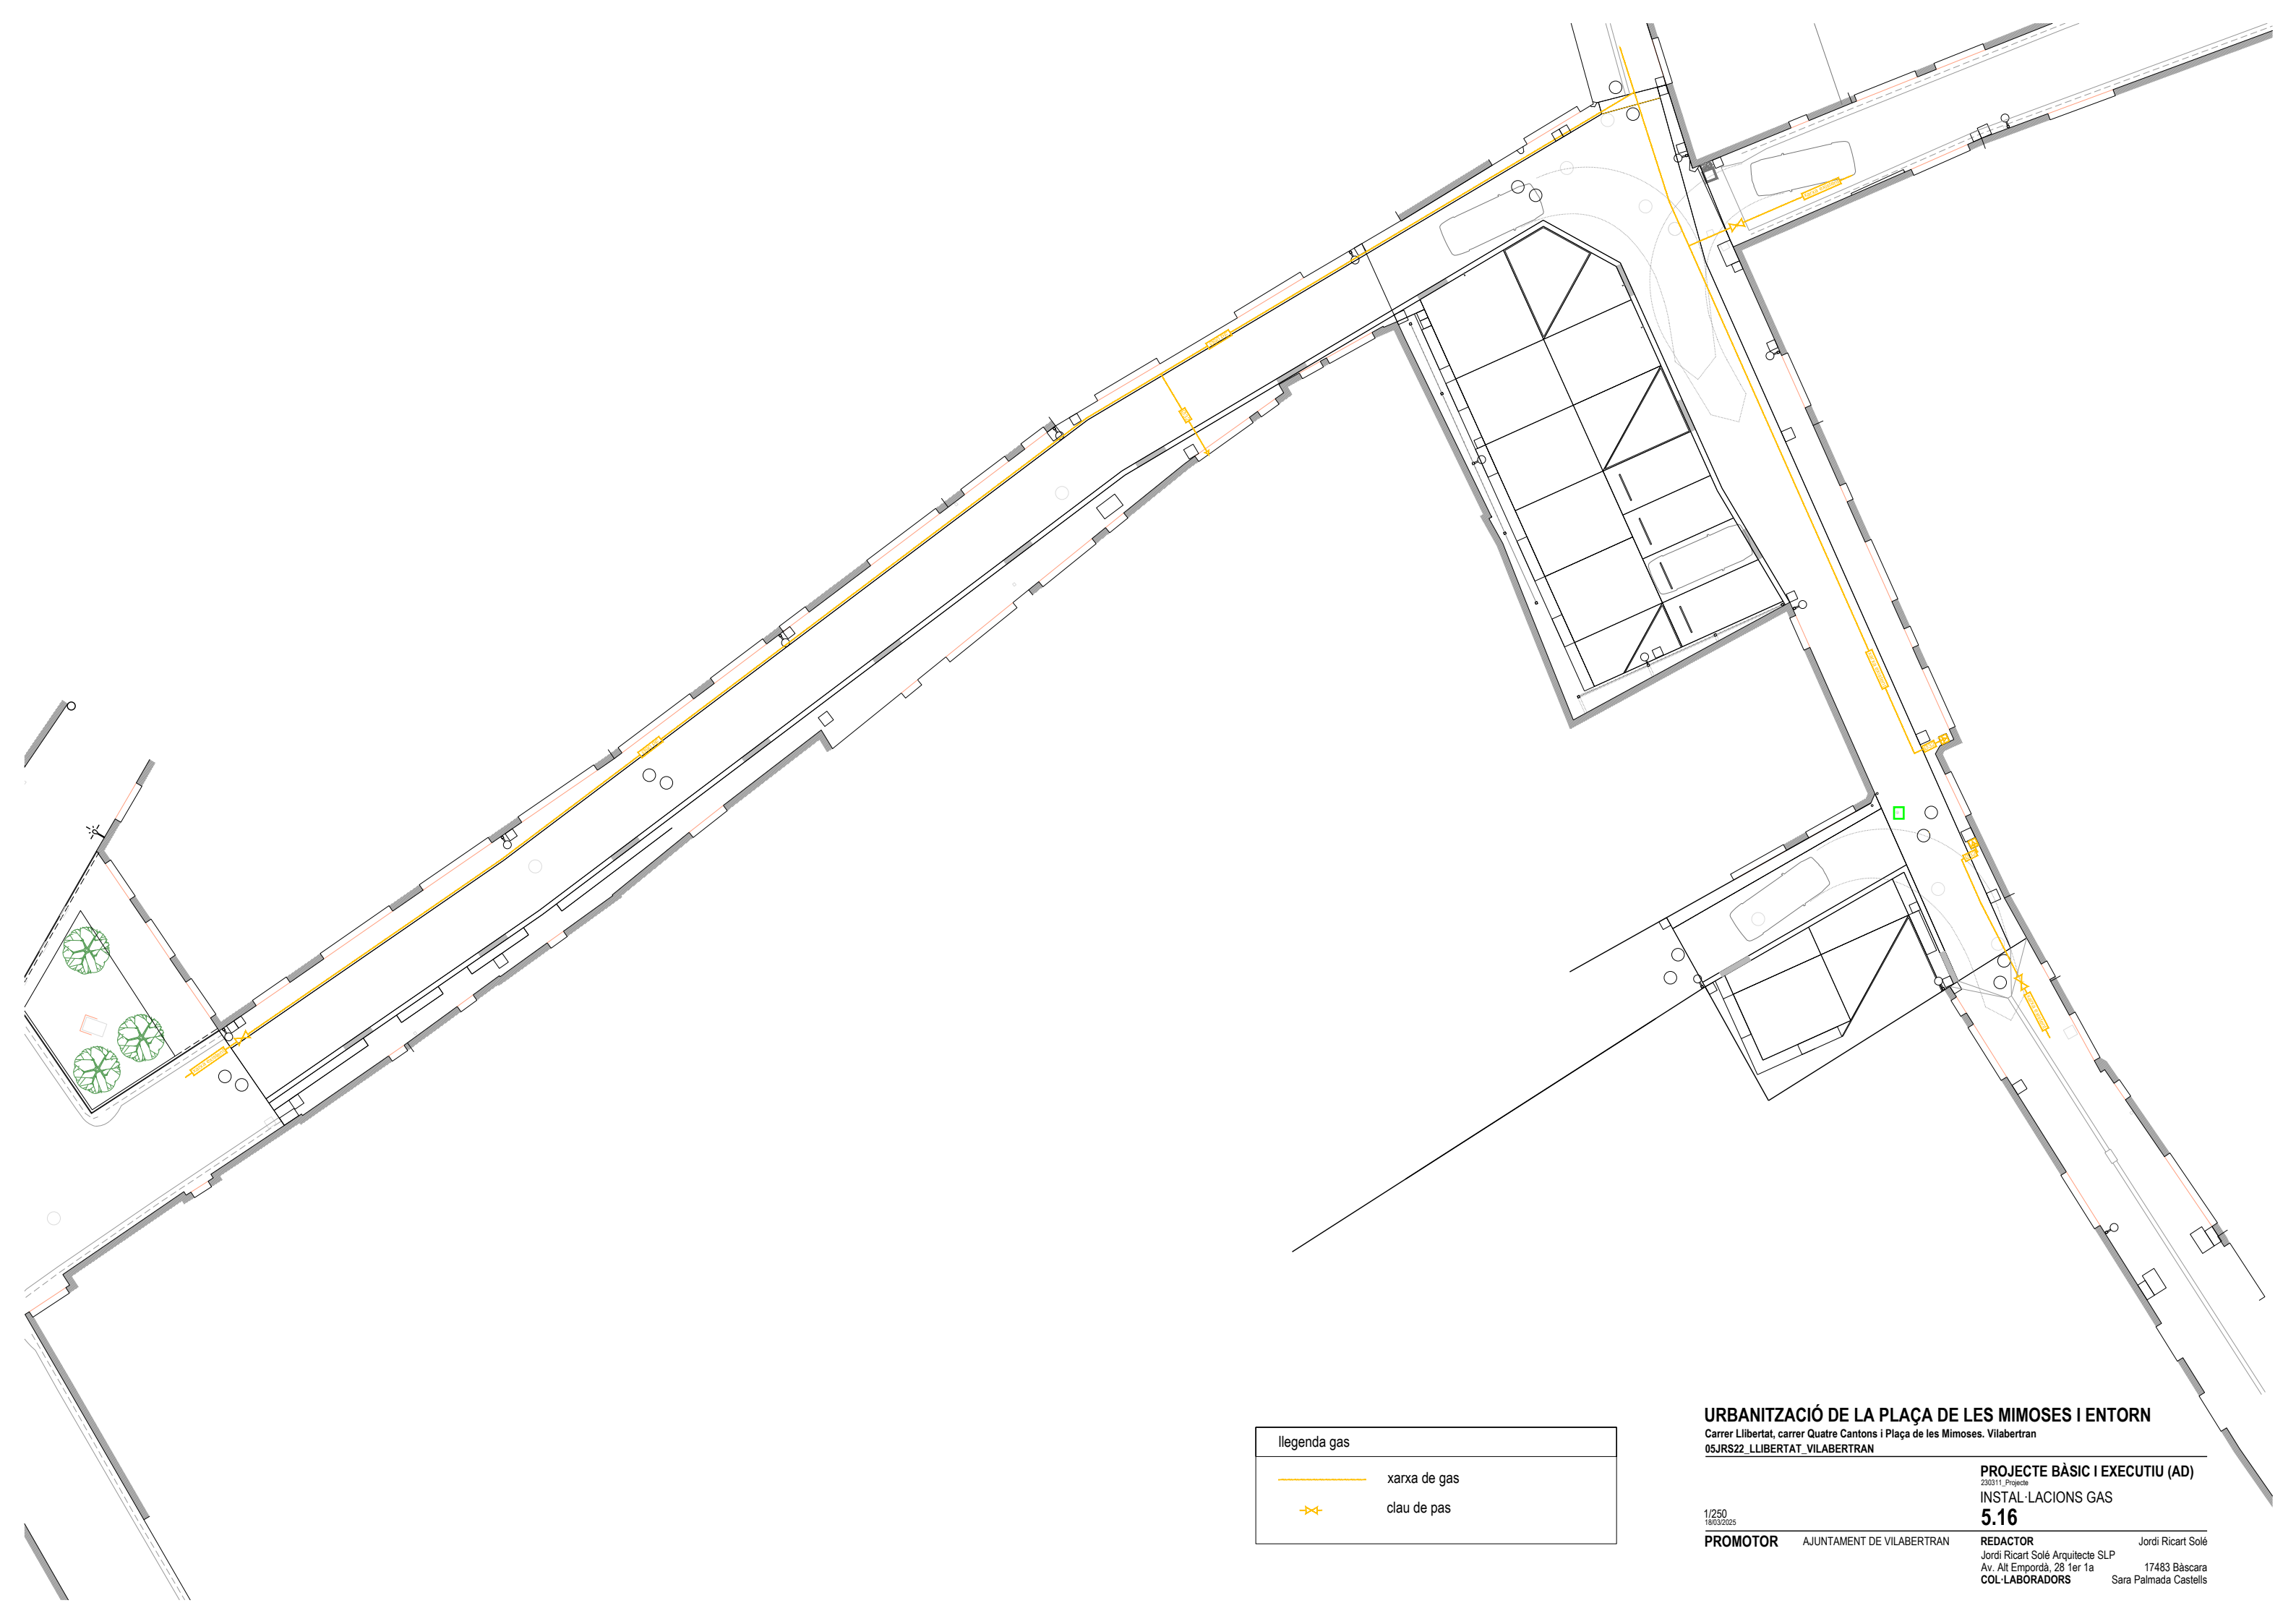 llegenda gas
xarxa de gas
clau de pas
URBANITZACIÓ DE LA PLAÇA DE LES MIMOSES I ENTORN
Carrer Llibertat, carrer Quatre Cantons i Plaça de les Mimoses. Vilabertran
05JRS22_LLIBERTAT_VILABERTRAN
PROJECTE BÀSIC I EXECUTIU (AD)
230311_Projecte
INSTAL·LACIONS GAS
1/250
5.16
18/03/2025
PROMOTOR AJUNTAMENT DE VILABERTRAN
REDACTOR Jordi Ricart Solé
Jordi Ricart Solé Arquitecte SLP
Av. Alt Empordà, 28 1er 1a 17483 Bàscara
COL·LABORADORS Sara Palmada Castells